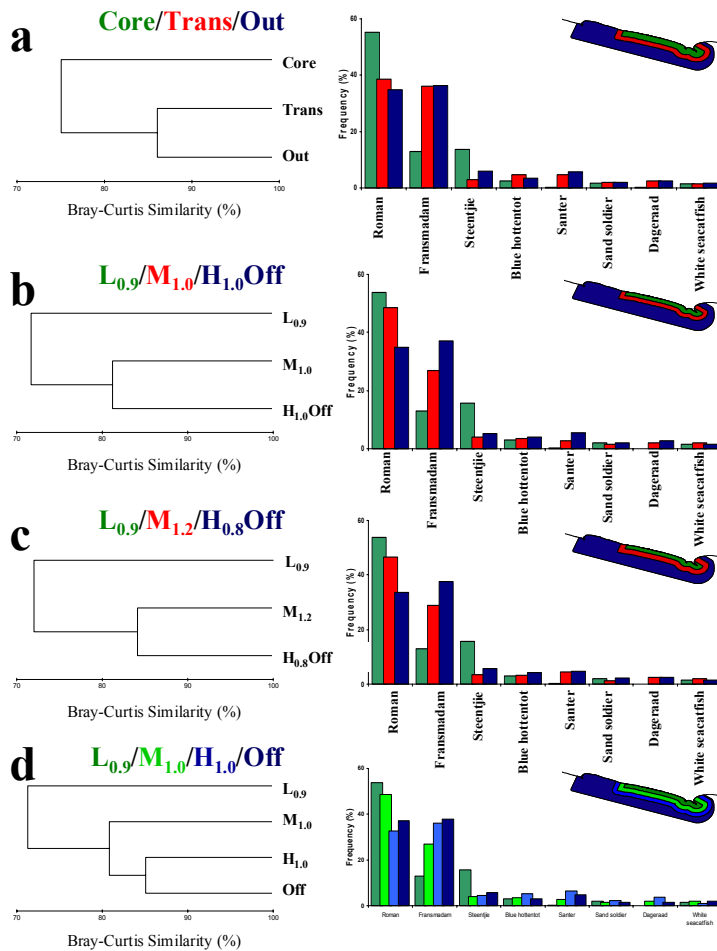 a
Core/Trans/Out
Core
Trans
Out
70 80 90 100
Bray-Curtis Similarity (%)
Frequency (%)
60
40
20
0
Roman
Fransmadam
Steentjie
Blue hottentot
Santer
Sand soldier
Dageraad
White seacatfish
b
L0.9/M1.0/H1.0Off
L0.9
M1.0
H1.0Off
70 80 90 100
Bray-Curtis Similarity (%)
Frequency (%)
60
40
20
0
Roman
Fransmadam
Steentjie
Blue hottentot
Santer
Sand soldier
Dageraad
White seacatfish
c
L0.9/M1.2/H0.8Off
L0.9
M1.2
H0.8Off
70 80 90 100
Bray-Curtis Similarity (%)
Frequency (%)
60
40
20
0
Roman
Fransmadam
Steentjie
Blue hottentot
Santer
Sand soldier
Dageraad
White seacatfish
d
L0.9/M1.0/H1.0/Off
L0.9
M1.0
H1.0
Off
70 80 90 100
Bray-Curtis Similarity (%)
Frequency (%)
60
40
20
0
Roman Fransmadam Steentjie Blue hottentot Santer Sand soldier Dageraad White
seacatfish